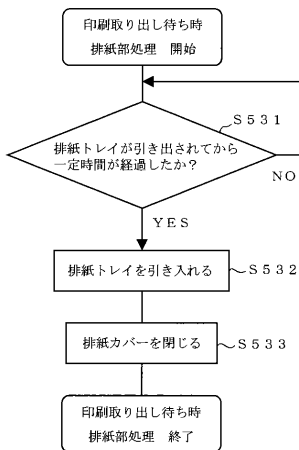 印刷取り出し待ち時
排紙部処理　開始
Ｓ５３１
排紙トレイが引き出されてから
一定時間が経過したか？
ＮＯ
ＹＥＳ
排紙トレイを引き入れる
Ｓ５３２
排紙カバーを閉じる
Ｓ５３３
印刷取り出し待ち時
排紙部処理　終了